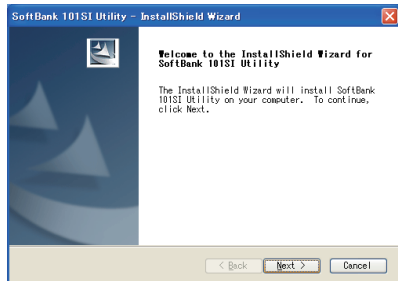 SoftBank 101SI Utility - InstallShield Wizard
Welcome to the InstallShield Wizard for
SoftBank 101SI Utility
The InstallShield Wizard will install SoftBank
101SI Utility on your computer. To continue,
click Next.
< Back Next > Cancel